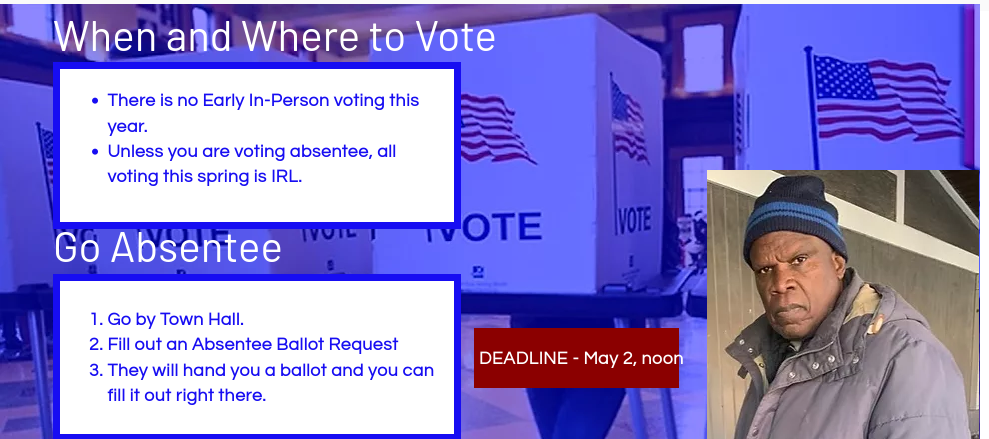 When and Where to Vote
There is no Early In-Person voting this
year.
Unless you are voting absentee, all
voting this spring is IRL.
VOTE
VOTE
VOTE
VOTE
Go Absentee
1. Go by Town Hall.
2. Fill out an Absentee Ballot Request
3. They will hand you a ballot and you can
fill it out right there.
DEADLINE - May 2, noon